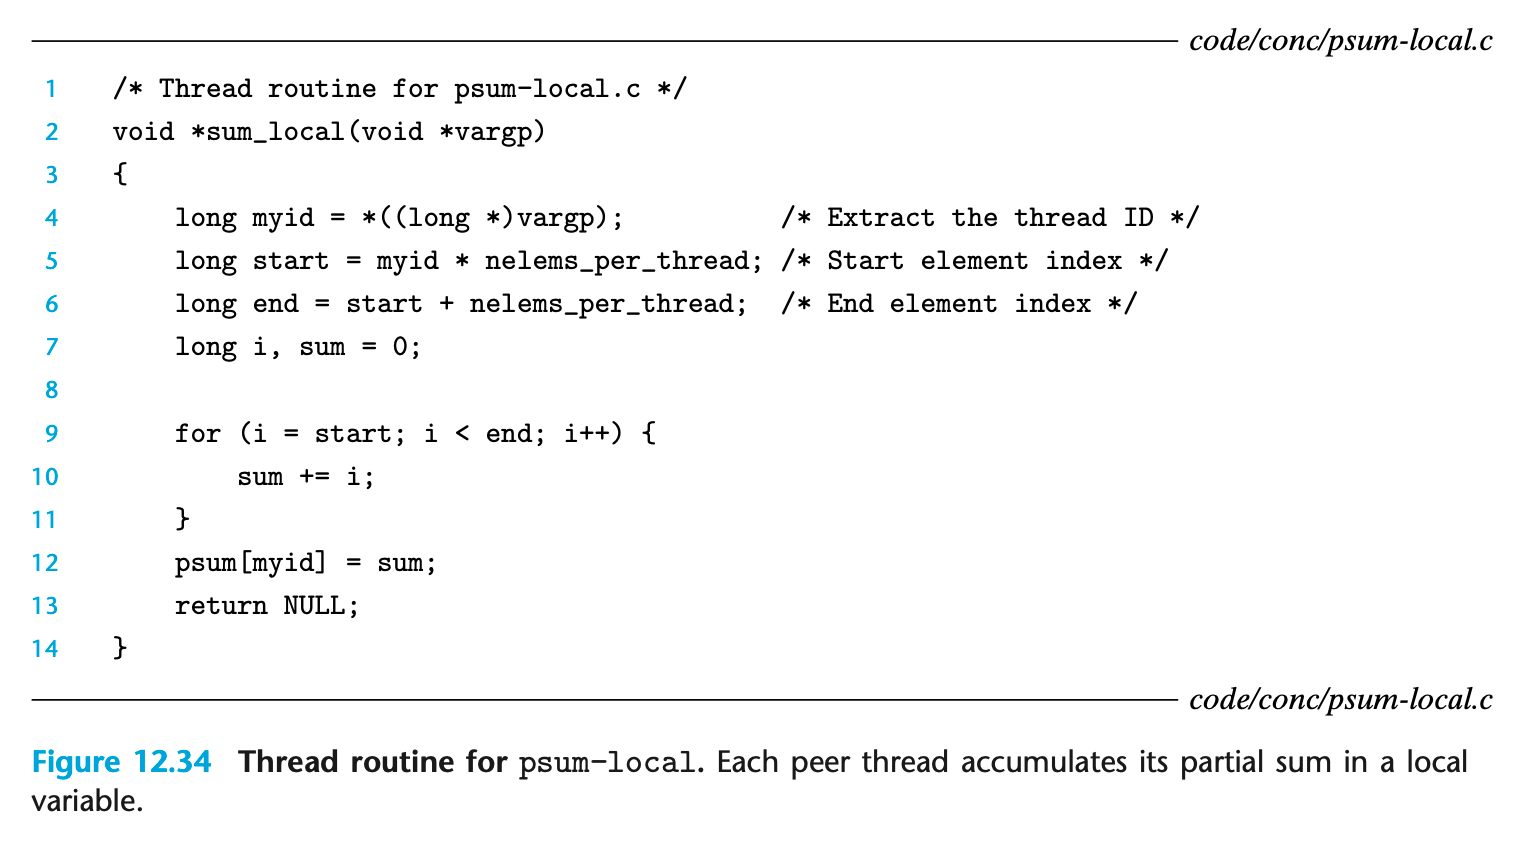 code/conc/psum-local.c
1 /* Thread routine for psum-local.c */
2 void *sum_local(void *vargp)
3 {
4 long myid = *((long *)vargp); /* Extract the thread ID */
5 long start = myid * nelems_per_thread; /* Start element index */
6 long end = start + nelems_per_thread; /* End element index */
7 long i, sum = 0;
8
9 for (i = start; i < end; i++) {
10 sum += i;
11 }
12 psum[myid] = sum;
13 return NULL;
14 }
code/conc/psum-local.c
Figure 12.34 Thread routine for psum-local. Each peer thread accumulates its partial sum in a local
variable.